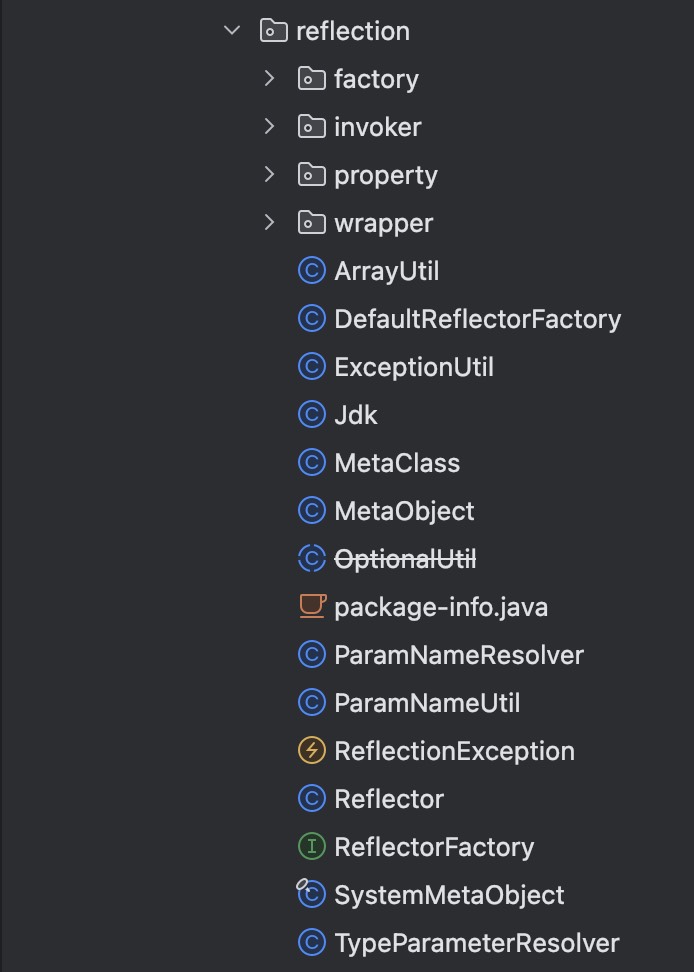 reflection
factory
invoker
property
wrapper
ArrayUtil
DefaultReflectorFactory
ExceptionUtil
Jdk
MetaClass
MetaObject
OptionalUtil
package-info.java
ParamNameResolver
ParamNameUtil
ReflectionException
Reflector
ReflectorFactory
SystemMetaObject
TypeParameterResolver